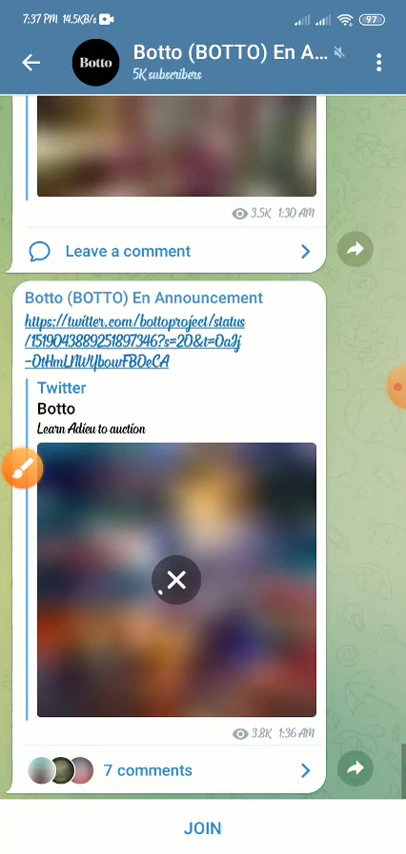 7:37 PM 14.5KB/s 97
Botto (BOTTO) En A...
Botto
5K subscribers
3.5K 1:30 AM
Leave a comment
Botto (BOTTO) En Announcement
https://twitter.com/bottoproject/status
/1519043889251897346?s=20&t=0aJj
-OtHmLNWYbowFBOeCA
Twitter
Botto
Learn Adieu to auction
3.8K 1:36 AM
7 comments
JOIN